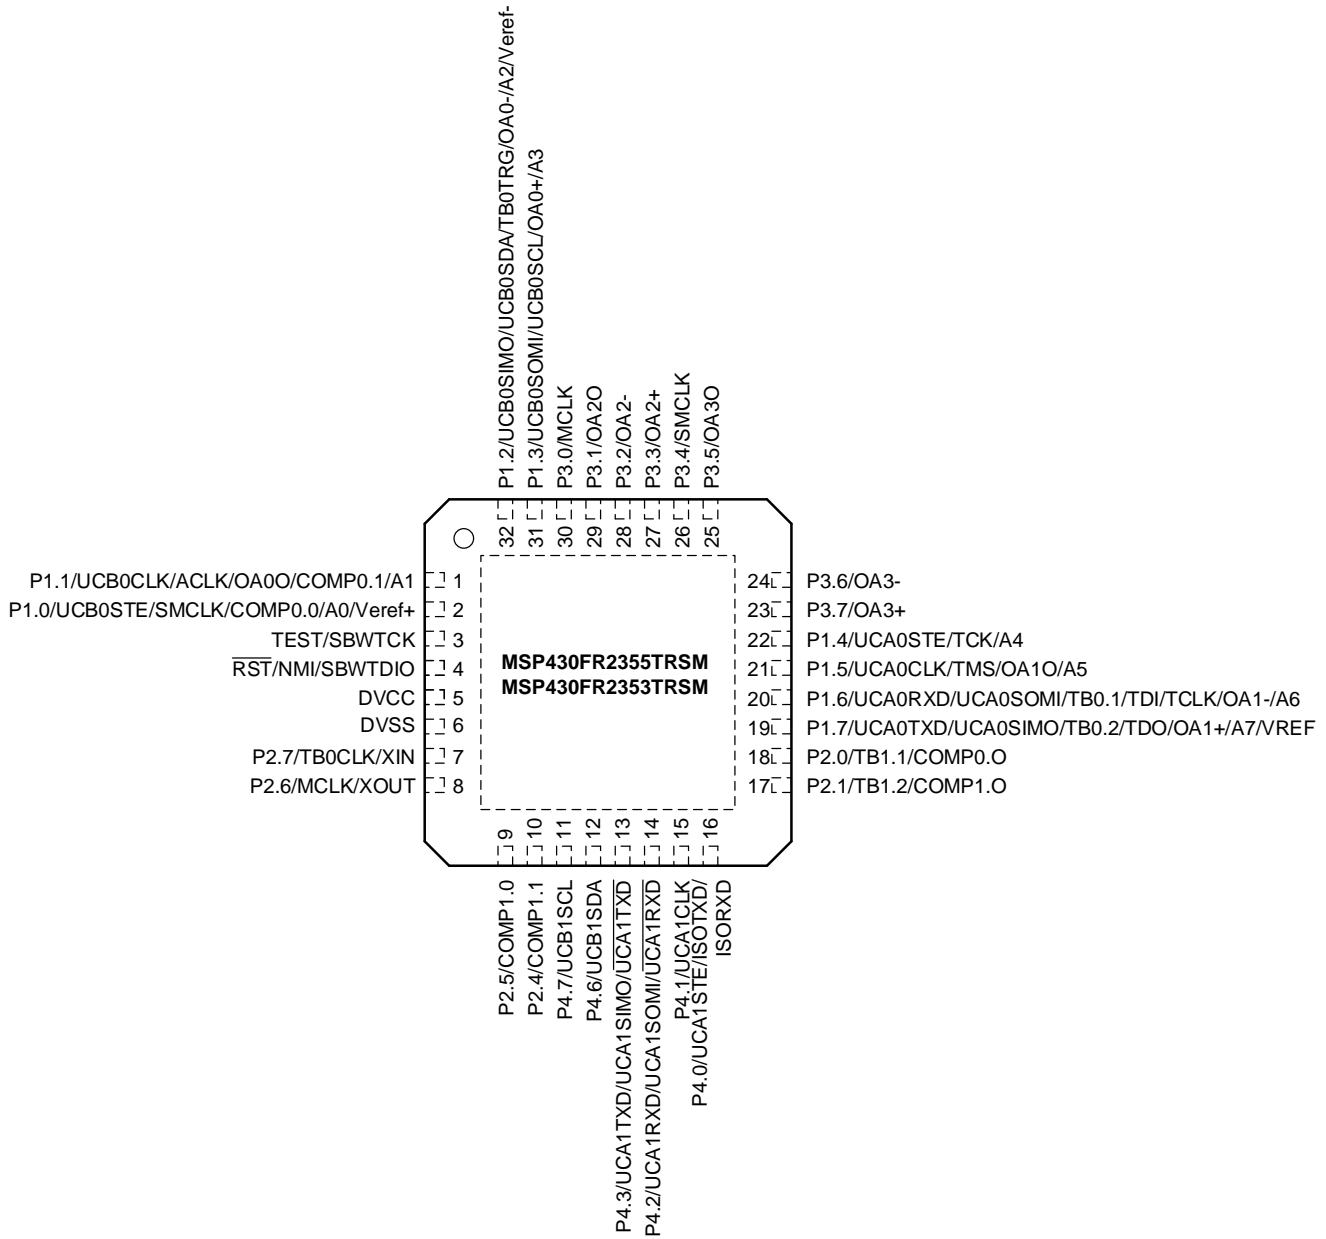 P1.2/UCB0SIMO/UCB0SDA/TB0TRG/OA0-/A2/Veref-
P1.3/UCB0SOMI/UCB0SCL/OA0+/A3
P3.0/MCLK
P3.1/OA2O
P3.2/OA2-
P3.3/OA2+
P3.4/SMCLK
P3.5/OA3O
32
31
30
29
28
27
26
25
P1.1/UCB0CLK/ACLK/OA0O/COMP0.1/A1 1
P1.0/UCB0STE/SMCLK/COMP0.0/A0/Veref+ 2
TEST/SBWTCK 3
RST/NMI/SBWTDIO 4
DVCC 5
DVSS 6
P2.7/TB0CLK/XIN 7
P2.6/MCLK/XOUT 8
MSP430FR2355TRSM
MSP430FR2353TRSM
24 P3.6/OA3-
23 P3.7/OA3+
22 P1.4/UCA0STE/TCK/A4
21 P1.5/UCA0CLK/TMS/OA1O/A5
20 P1.6/UCA0RXD/UCA0SOMI/TB0.1/TDI/TCLK/OA1-/A6
19 P1.7/UCA0TXD/UCA0SIMO/TB0.2/TDO/OA1+/A7/VREF
18 P2.0/TB1.1/COMP0.O
17 P2.1/TB1.2/COMP1.O
9
10
11
12
13
14
15
16
P2.5/COMP1.0
P2.4/COMP1.1
P4.7/UCB1SCL
P4.6/UCB1SDA
P4.3/UCA1TXD/UCA1SIMO/UCA1TXD
P4.2/UCA1RXD/UCA1SOMI/UCA1RXD
P4.1/UCA1CLK
P4.0/UCA1STE/ISOTXD/
ISORXD